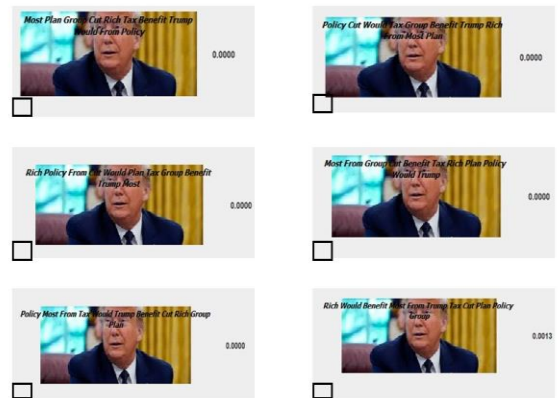 Most Plan Group Cut Rich Tax Benefit Trump
Would From Policy
0.0000
Policy Cut Would Tax Group Benefit Trump Rich
From Most Plan
0.0000
Rich Policy From Cut Would Plan Tax Group Benefit
Trump Most
0.0000
Most From Group Cut Benefit Tax Rich Plan Policy
Would Trump
0.0000
Policy Most From Tax Would Trump Benefit Cut Rich Group
Plan
0.0000
Rich Would Benefit Most From Trump Tax Cut Plan Policy
Group
0.0013